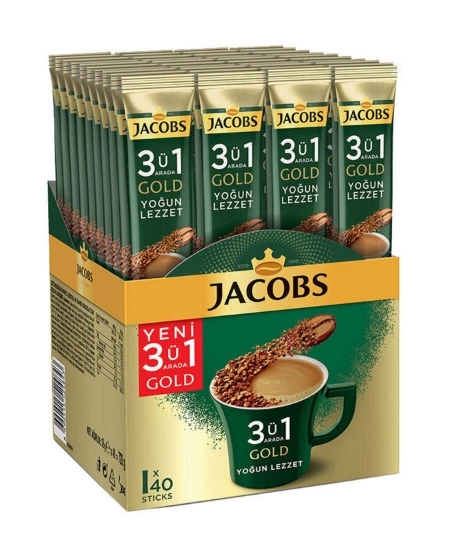 JACOBS
3ü1
ARADA
GOLD
YOĞUN
LEZZET
JACOBS
3ü1
ARADA
GOLD
YOĞUN
LEZZET
JACOBS
3ü1
ARADA
GOLD
YOĞUN
LEZZET
JACOBS
3ü1
ARADA
GOLD
YOĞUN
LEZZET
ESTD 1895
JACOBS
YENİ
3ü1
ARADA
GOLD
3ü1
ARADA
GOLD
YOĞUN LEZZET
1 x 40
STICKS